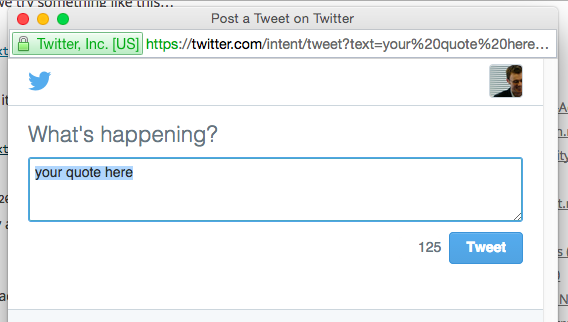 we try something like this...
Post a Tweet on Twitter
Twitter, Inc. [US] https://twitter.com/intent/tweet?text=your%20quote%20here...
What's happening?
your quote here
125 Tweet